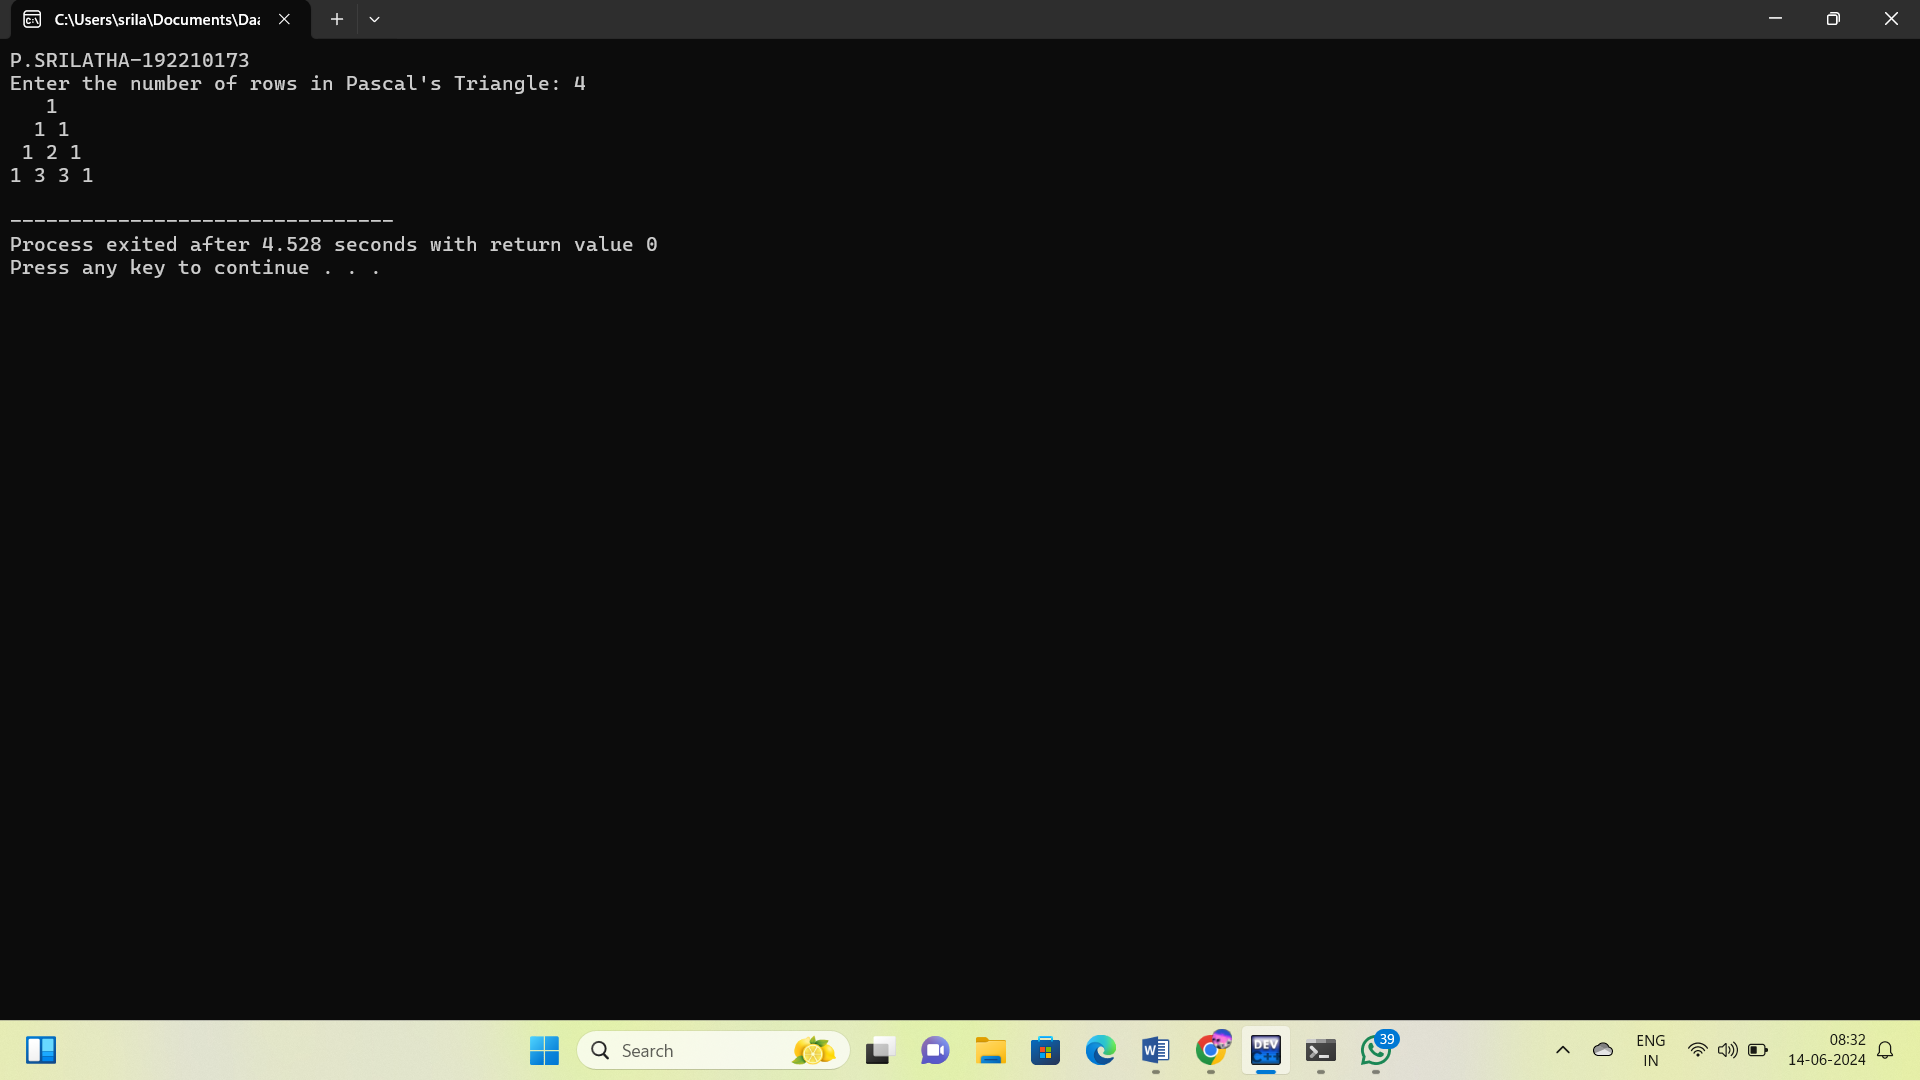 C:\Users\srila\Documents\Daa
P.SRILATHA-192210173
Enter the number of rows in Pascal's Triangle: 4
   1
  1 1
 1 2 1
1 3 3 1
--------------------------------
Process exited after 4.528 seconds with return value 0
Press any key to continue . . .
Search
W
DEV
C++
39
ENG
IN
08:32
14-06-2024